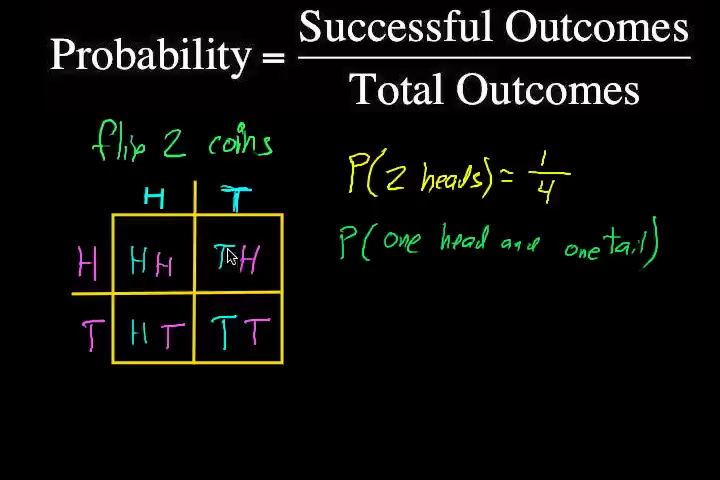 Probability = Successful Outcomes
Total Outcomes
flip 2 coins
P(2 heads) = 1/4
H T
P(one head and one tail)
H HH TH
T HT TT